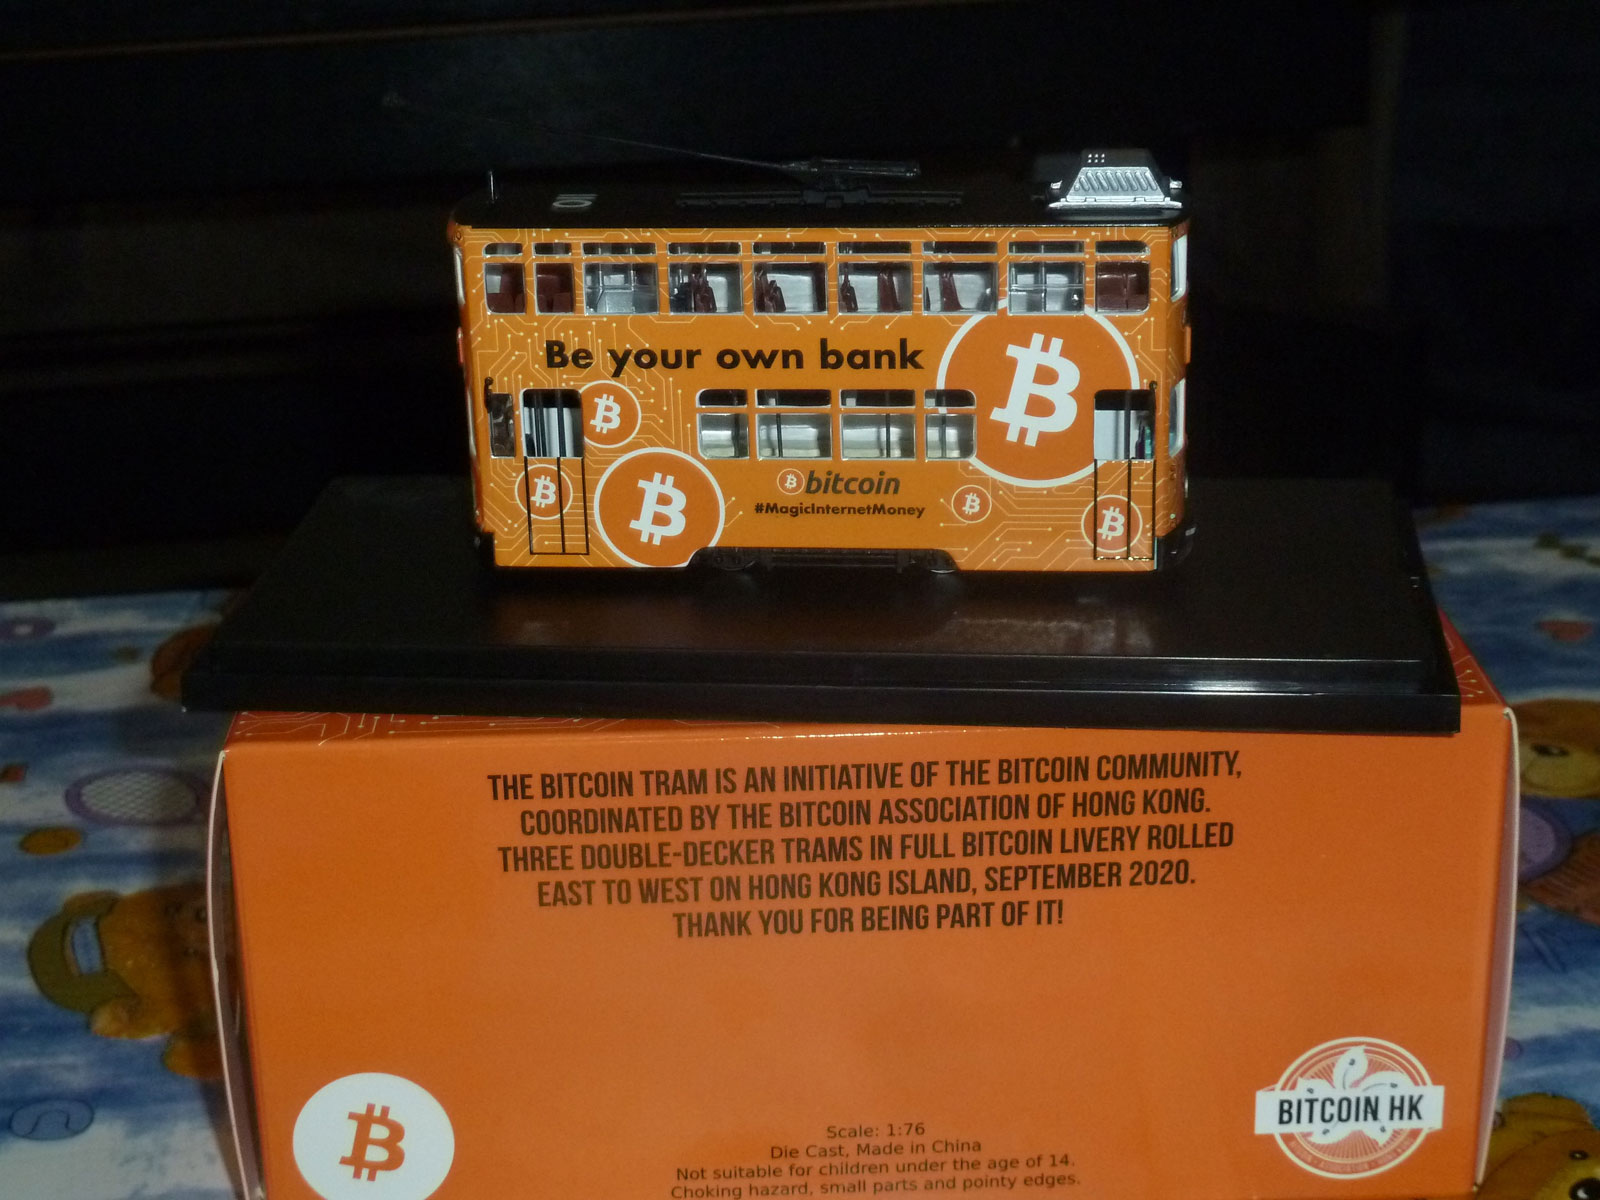 Be your own bank
bitcoin
#MagicInternetMoney
THE BITCOIN TRAM IS AN INITIATIVE OF THE BITCOIN COMMUNITY,
COORDINATED BY THE BITCOIN ASSOCIATION OF HONG KONG.
THREE DOUBLE-DECKER TRAMS IN FULL BITCOIN LIVERY ROLLED
EAST TO WEST ON HONG KONG ISLAND, SEPTEMBER 2020.
THANK YOU FOR BEING PART OF IT!
BITCOIN HK
Scale: 1:76
Die Cast, Made in China
Not suitable for children under the age of 14.
Choking hazard, small parts and pointy edges.